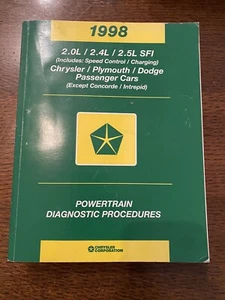 1998
2.0L / 2.4L / 2.5L SFI
(Includes: Speed Control / Charging)
Chrysler / Plymouth / Dodge
Passenger Cars
(Except Concorde / Intrepid)
POWERTRAIN
DIAGNOSTIC PROCEDURES
CHRYSLER
CORPORATION